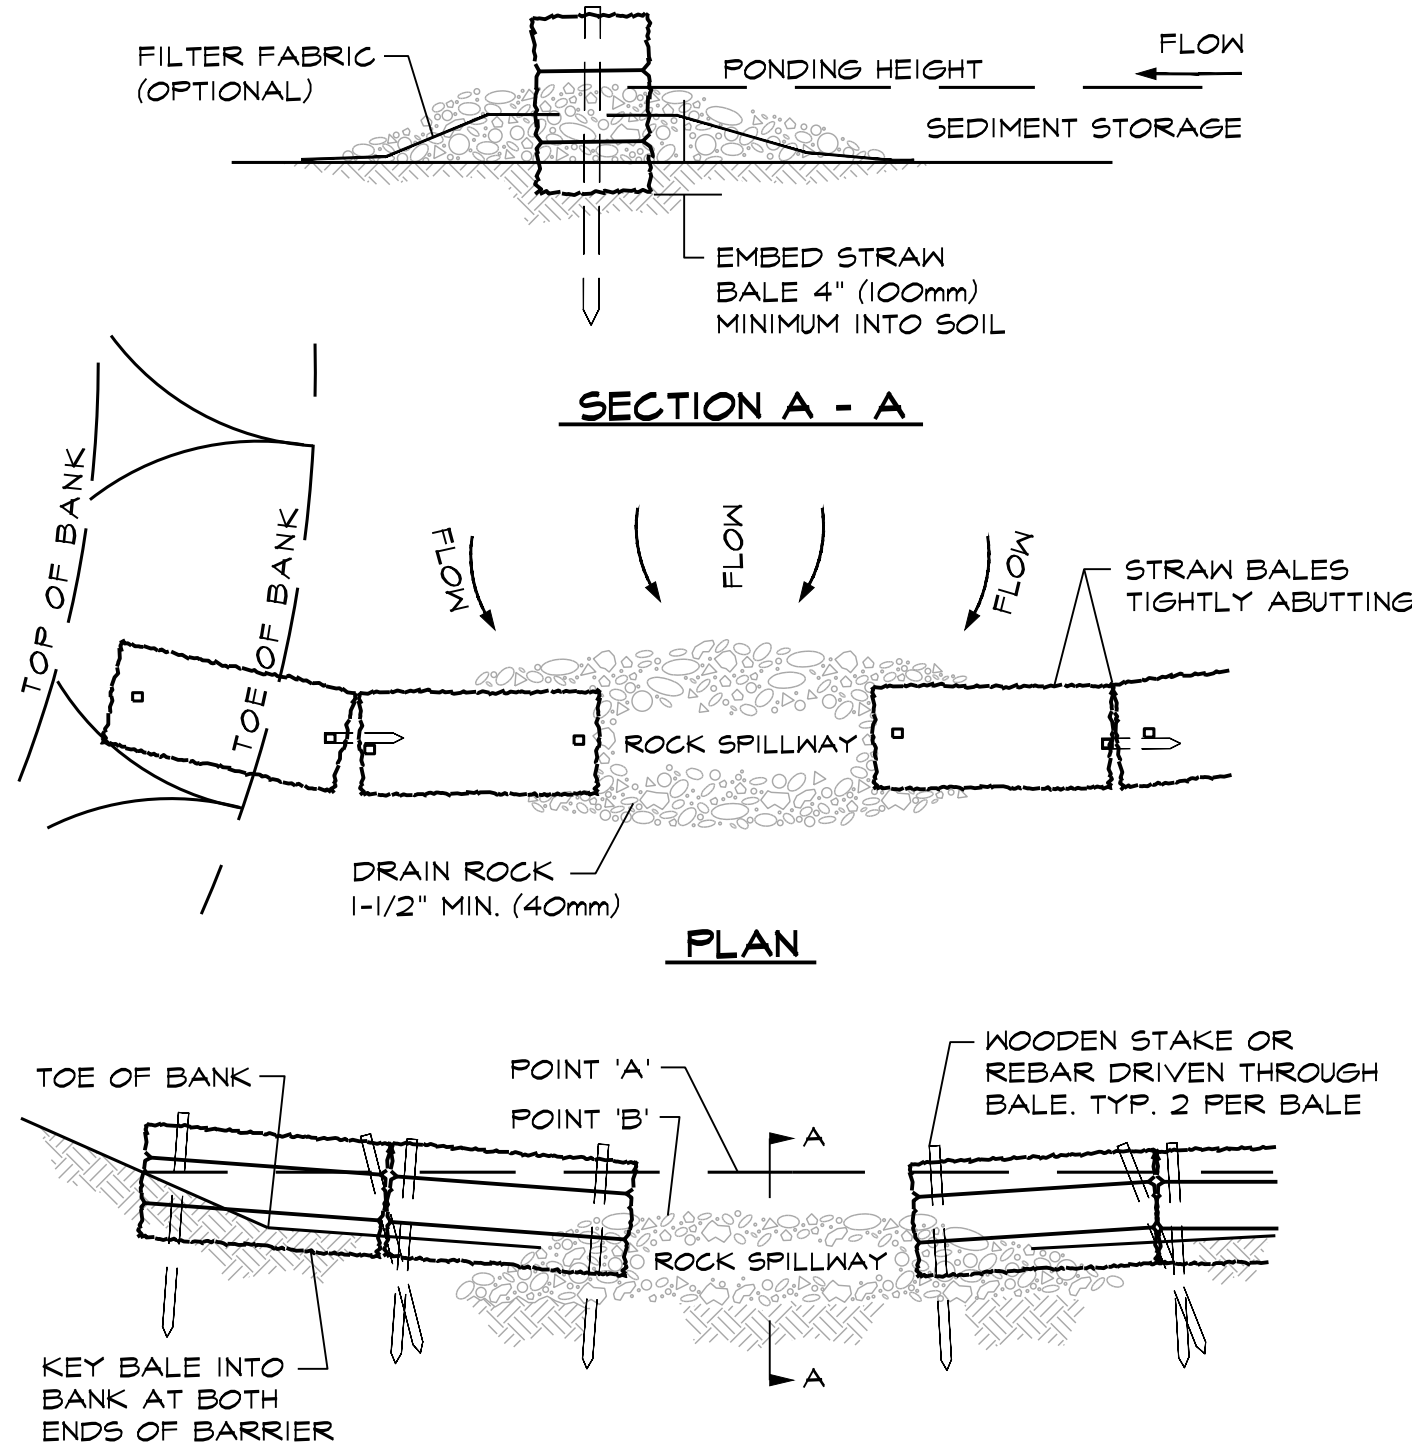 FILTER FABRIC
(OPTIONAL)
PONDING HEIGHT
FLOW
SEDIMENT STORAGE
EMBED STRAW
BALE 4" (100mm)
MINIMUM INTO SOIL
SECTION A - A
TOP OF BANK
TOE OF BANK
FLOW
FLOW
FLOW
STRAW BALES
TIGHTLY ABUTTING
ROCK SPILLWAY
DRAIN ROCK
1-1/2" MIN. (40mm)
PLAN
TOE OF BANK
POINT 'A'
POINT 'B'
A
WOODEN STAKE OR
REBAR DRIVEN THROUGH
BALE. TYP. 2 PER BALE
ROCK SPILLWAY
A
KEY BALE INTO
BANK AT BOTH
ENDS OF BARRIER